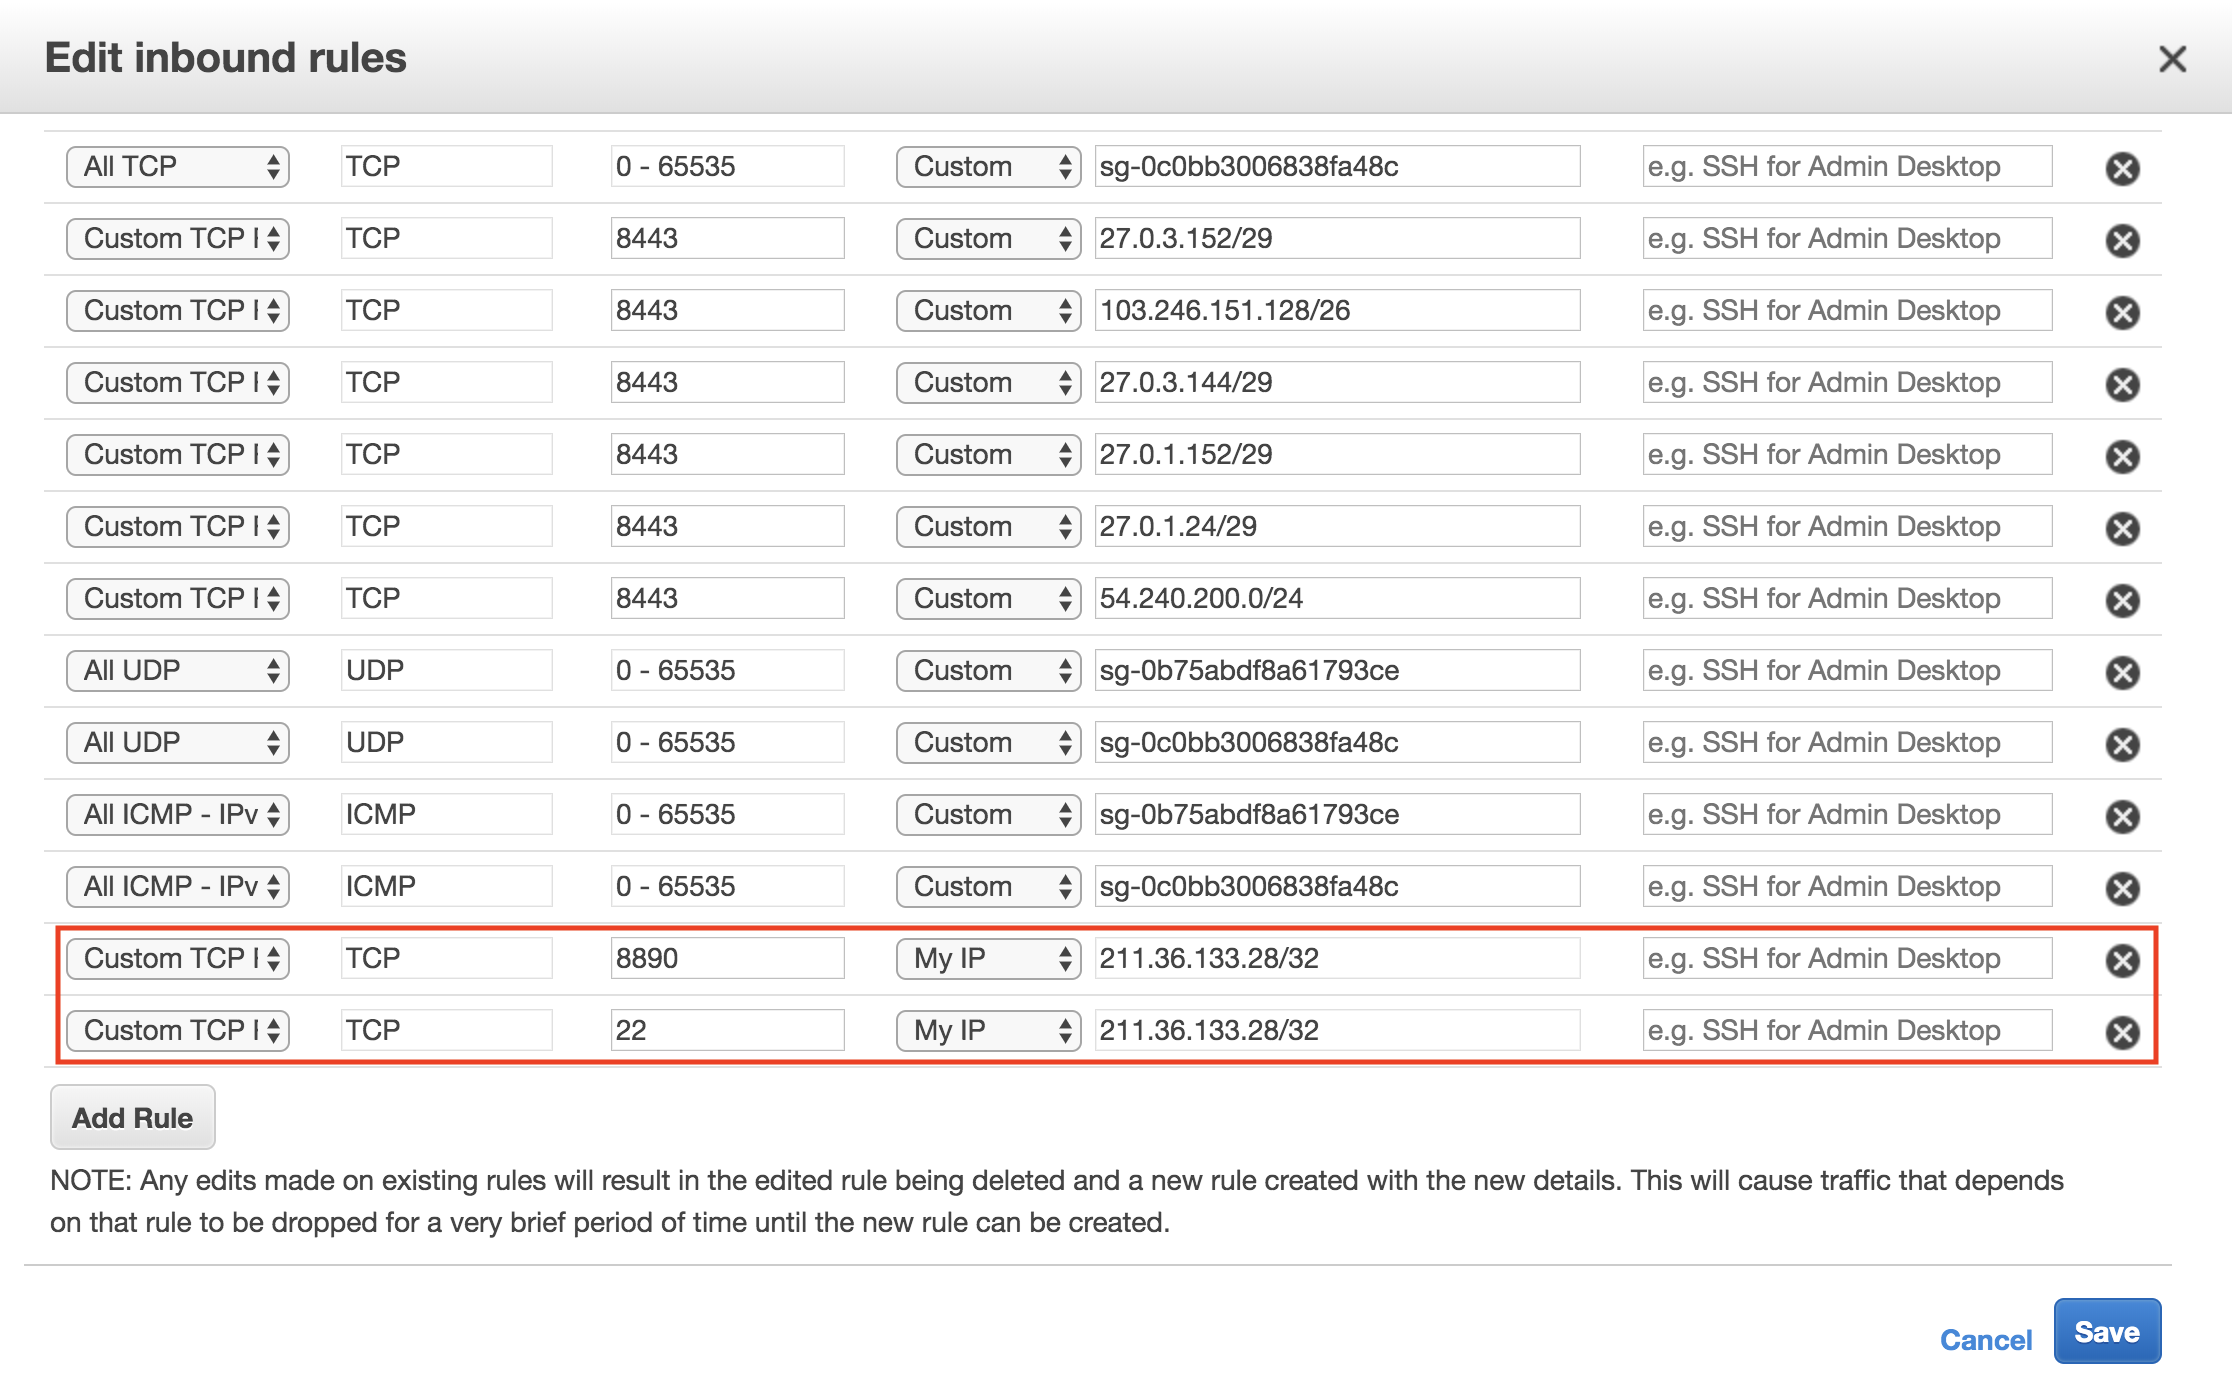 Edit inbound rules
All TCP TCP 0 - 65535 Custom sg-0c0bb3006838fa48c e.g. SSH for Admin Desktop
Custom TCP TCP 8443 Custom 27.0.3.152/29 e.g. SSH for Admin Desktop
Custom TCP TCP 8443 Custom 103.246.151.128/26 e.g. SSH for Admin Desktop
Custom TCP TCP 8443 Custom 27.0.3.144/29 e.g. SSH for Admin Desktop
Custom TCP TCP 8443 Custom 27.0.1.152/29 e.g. SSH for Admin Desktop
Custom TCP TCP 8443 Custom 27.0.1.24/29 e.g. SSH for Admin Desktop
Custom TCP TCP 8443 Custom 54.240.200.0/24 e.g. SSH for Admin Desktop
All UDP UDP 0 - 65535 Custom sg-0b75abdf8a61793ce e.g. SSH for Admin Desktop
All UDP UDP 0 - 65535 Custom sg-0c0bb3006838fa48c e.g. SSH for Admin Desktop
All ICMP - IPv ICMP 0 - 65535 Custom sg-0b75abdf8a61793ce e.g. SSH for Admin Desktop
All ICMP - IPv ICMP 0 - 65535 Custom sg-0c0bb3006838fa48c e.g. SSH for Admin Desktop
Custom TCP TCP 8890 My IP 211.36.133.28/32 e.g. SSH for Admin Desktop
Custom TCP TCP 22 My IP 211.36.133.28/32 e.g. SSH for Admin Desktop
Add Rule
NOTE: Any edits made on existing rules will result in the edited rule being deleted and a new rule created with the new details. This will cause traffic that depends
on that rule to be dropped for a very brief period of time until the new rule can be created.
Cancel Save